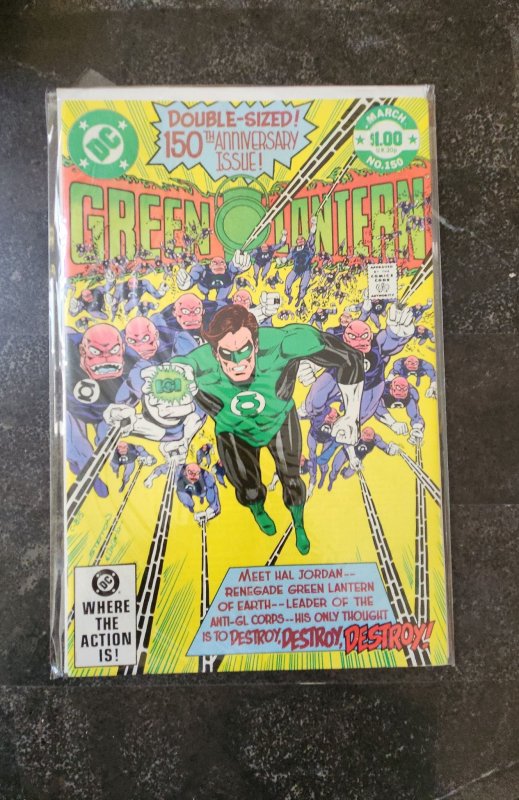 DOUBLE-SIZED!
150TH ANNIVERSARY
ISSUE!
DC
MARCH
$1.00
U.K. 20p
NO. 150
GREEN LANTERN
APPROVED
BY THE
COMICS
CODE
AUTHORITY
MEET HAL JORDAN--
RENEGADE GREEN LANTERN
OF EARTH--LEADER OF THE
ANTI-GL CORPS--HIS ONLY THOUGHT
IS TO DESTROY, DESTROY, DESTROY!
DC
WHERE
THE
ACTION
IS!